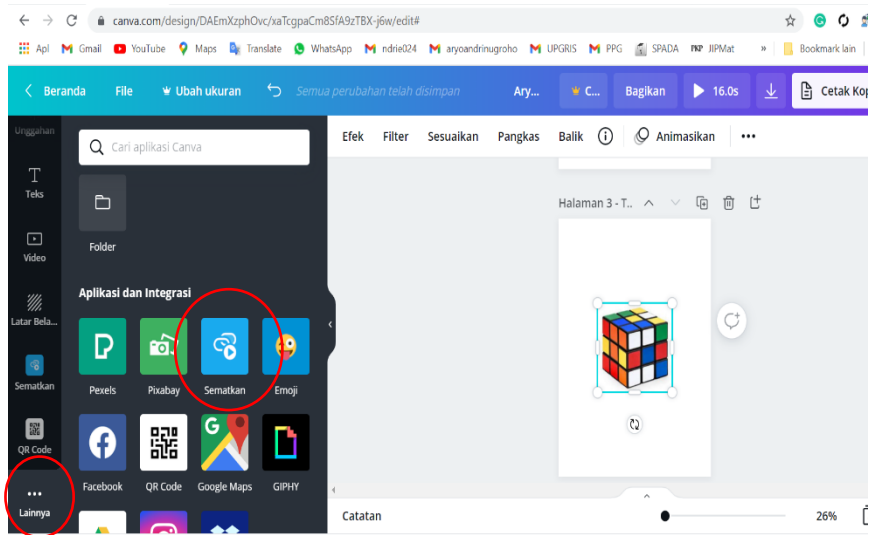 canva.com/design/DAEmXzphOvc/xaTcgpaCm8SfA9zTBX-j6w/edit#
Apl Gmail YouTube Maps Translate WhatsApp ndrie024 aryoandrinugroho UPGRIS PPG SPADA PKP JIPMat » Bookmark lain
Beranda File Ubah ukuran Semua perubahan telah disimpan Ary... C... Bagikan 16.0s Cetak Kop
Unggahan
Teks
Video
Latar Bela...
Sematkan
QR Code
Lainnya
Cari aplikasi Canva
Folder
Aplikasi dan Integrasi
Pexels Pixabay Sematkan Emoji
Facebook QR Code Google Maps GIPHY
Efek Filter Sesuaikan Pangkas Balik Animasikan
Halaman 3 - T..
Catatan 26%